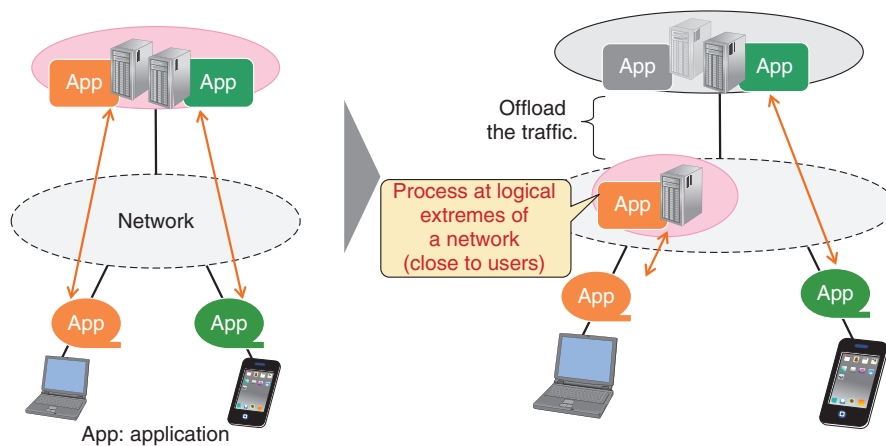 App
App
Network
App
App
App: application
App
App
Offload
the traffic.
Process at logical
extremes of
a network
(close to users)
App
App
App